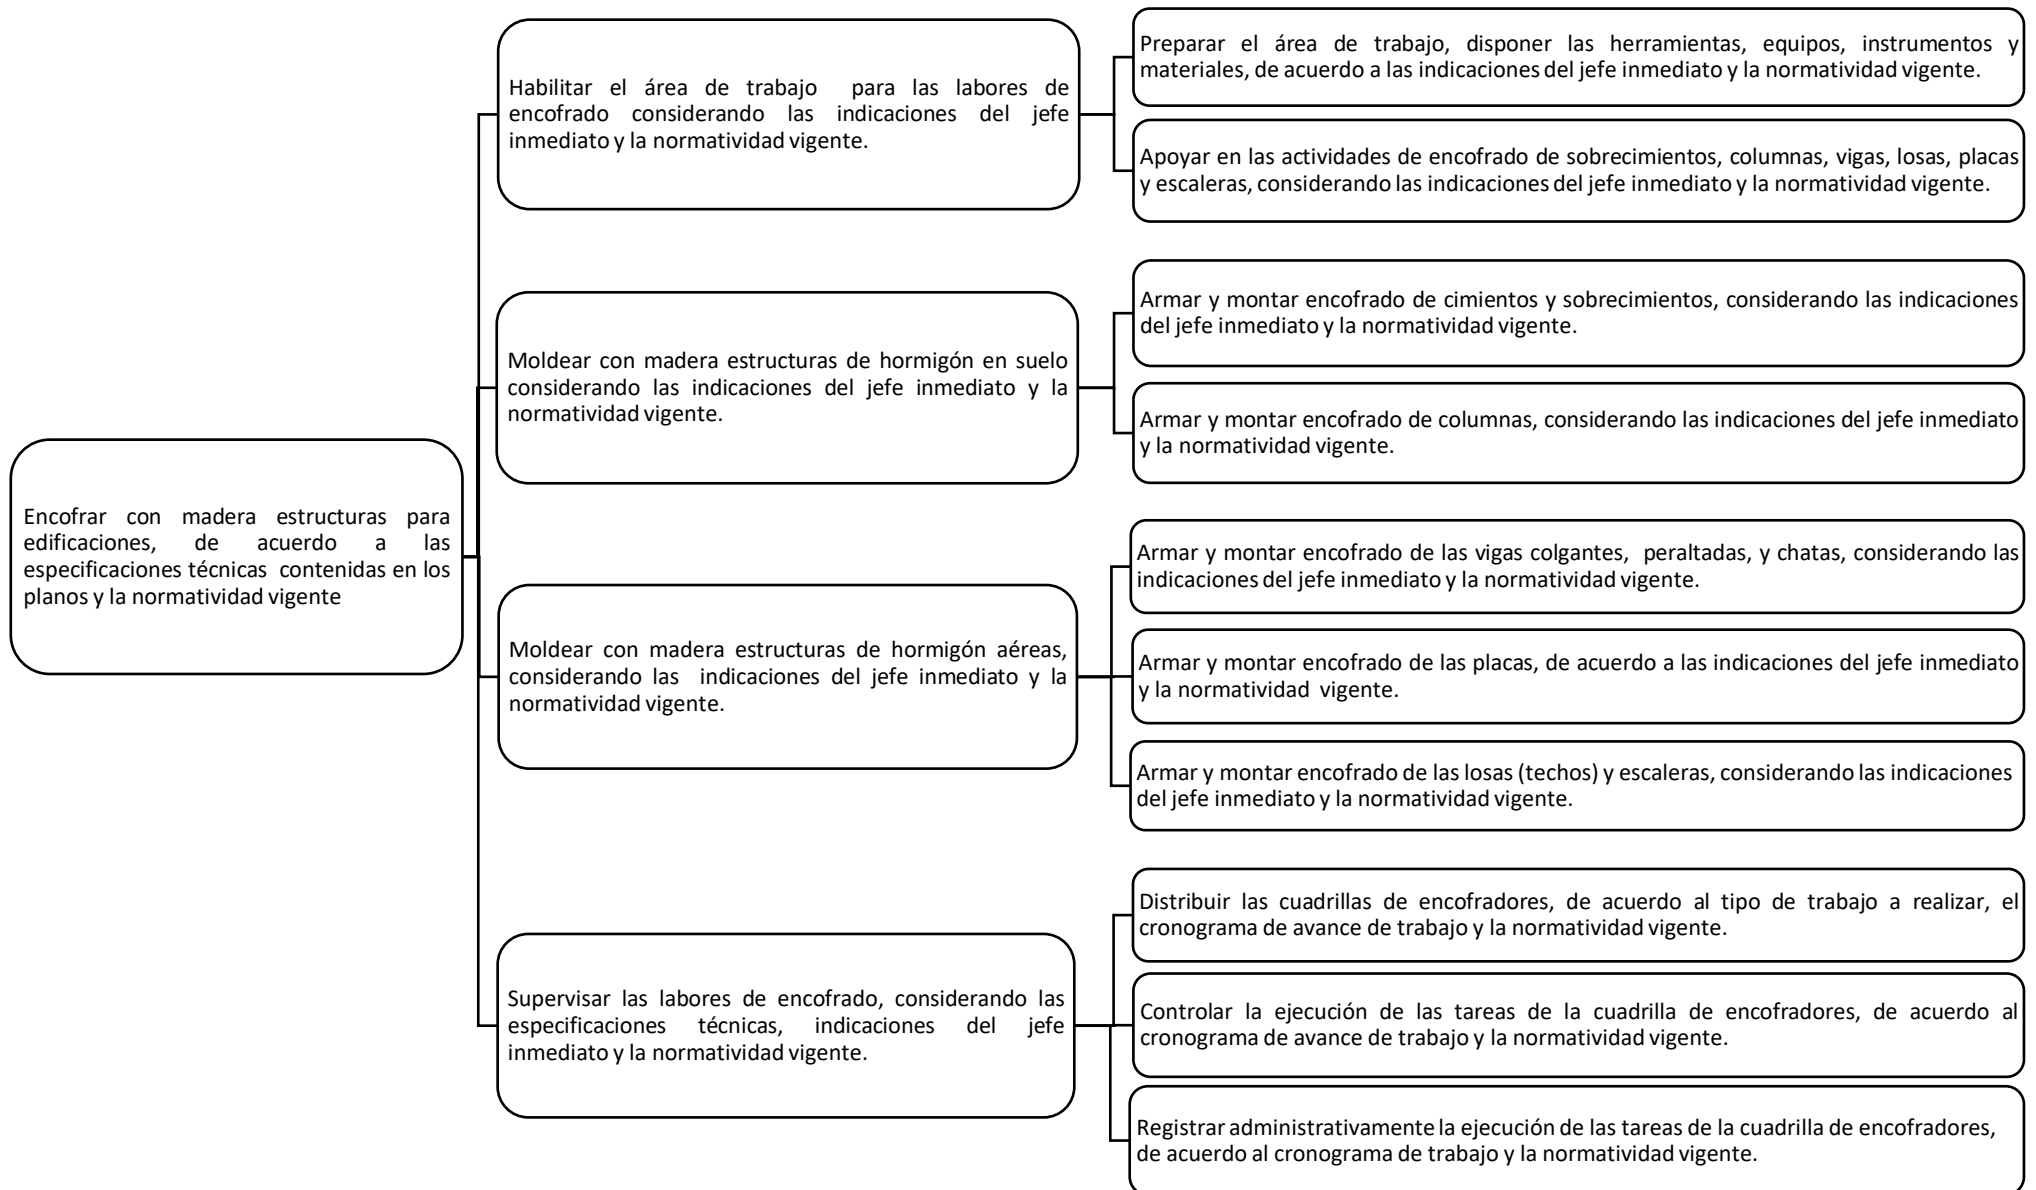 Encofrar con madera estructuras para
edificaciones, de acuerdo a las
especificaciones técnicas contenidas en los
planos y la normatividad vigente
Habilitar el área de trabajo para las labores de
encofrado considerando las indicaciones del jefe
inmediato y la normatividad vigente.
Preparar el área de trabajo, disponer las herramientas, equipos, instrumentos y
materiales, de acuerdo a las indicaciones del jefe inmediato y la normatividad vigente.
Apoyar en las actividades de encofrado de sobrecimientos, columnas, vigas, losas, placas
y escaleras, considerando las indicaciones del jefe inmediato y la normatividad vigente.
Moldear con madera estructuras de hormigón en suelo
considerando las indicaciones del jefe inmediato y la
normatividad vigente.
Armar y montar encofrado de cimientos y sobrecimientos, considerando las indicaciones
del jefe inmediato y la normatividad vigente.
Armar y montar encofrado de columnas, considerando las indicaciones del jefe inmediato
y la normatividad vigente.
Moldear con madera estructuras de hormigón aéreas,
considerando las indicaciones del jefe inmediato y la
normatividad vigente.
Armar y montar encofrado de las vigas colgantes, peraltadas, y chatas, considerando las
indicaciones del jefe inmediato y la normatividad vigente.
Armar y montar encofrado de las placas, de acuerdo a las indicaciones del jefe inmediato
y la normatividad vigente.
Armar y montar encofrado de las losas (techos) y escaleras, considerando las indicaciones
del jefe inmediato y la normatividad vigente.
Supervisar las labores de encofrado, considerando las
especificaciones técnicas, indicaciones del jefe
inmediato y la normatividad vigente.
Distribuir las cuadrillas de encofradores, de acuerdo al tipo de trabajo a realizar, el
cronograma de avance de trabajo y la normatividad vigente.
Controlar la ejecución de las tareas de la cuadrilla de encofradores, de acuerdo al
cronograma de avance de trabajo y la normatividad vigente.
Registrar administrativamente la ejecución de las tareas de la cuadrilla de encofradores,
de acuerdo al cronograma de trabajo y la normatividad vigente.